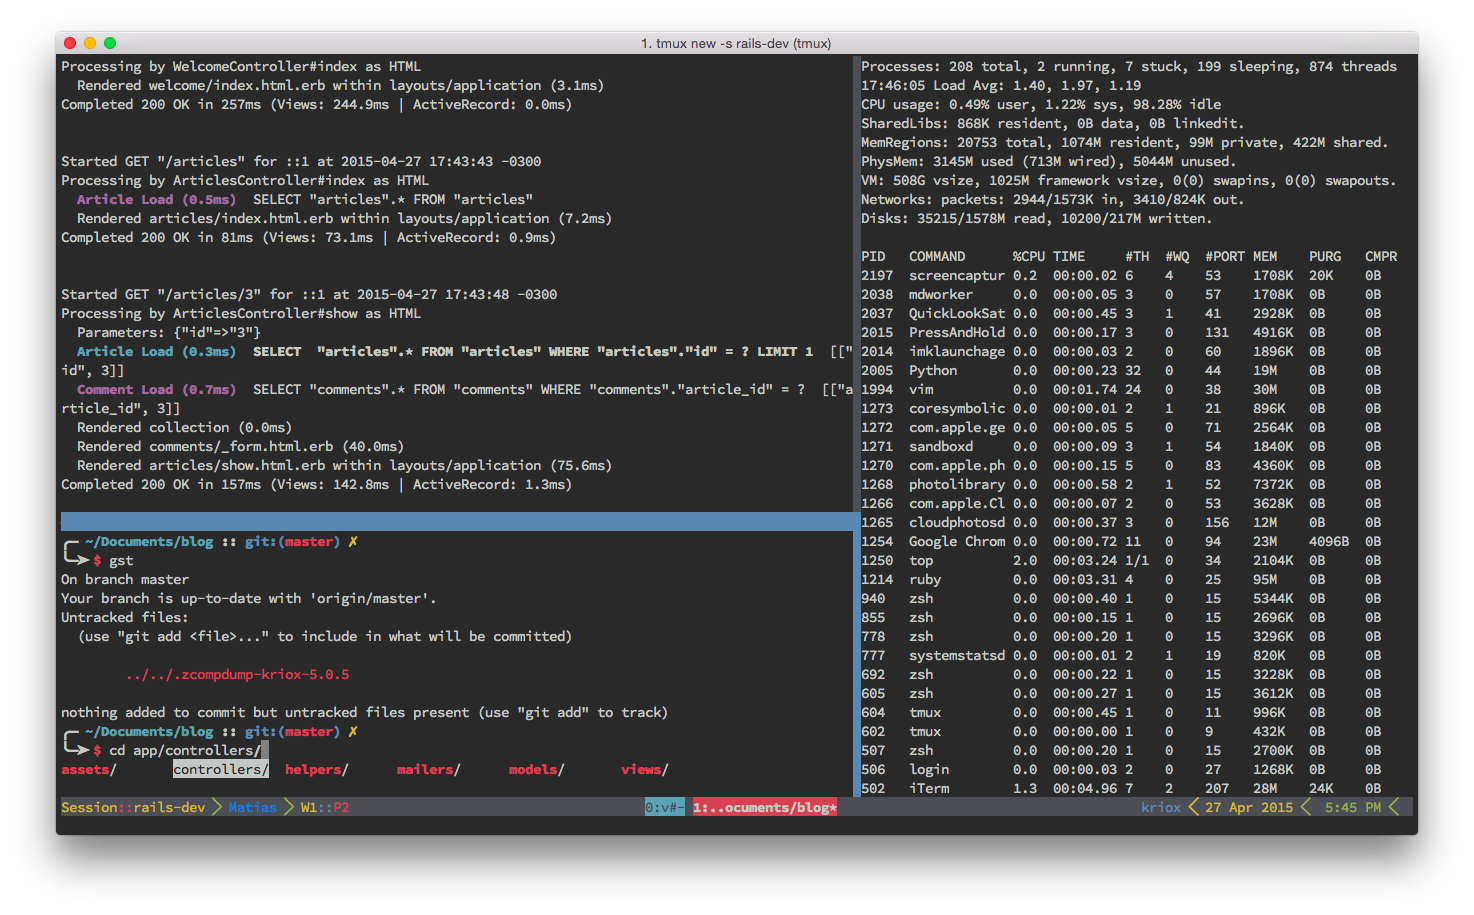 1. tmux new -s rails-dev (tmux)
Processing by WelcomeController#index as HTML
  Rendered welcome/index.html.erb within layouts/application (3.1ms)
Completed 200 OK in 257ms (Views: 244.9ms | ActiveRecord: 0.0ms)
Started GET "/articles" for ::1 at 2015-04-27 17:43:43 -0300
Processing by ArticlesController#index as HTML
  Article Load (0.5ms)  SELECT "articles".* FROM "articles"
  Rendered articles/index.html.erb within layouts/application (7.2ms)
Completed 200 OK in 81ms (Views: 73.1ms | ActiveRecord: 0.9ms)
Started GET "/articles/3" for ::1 at 2015-04-27 17:43:48 -0300
Processing by ArticlesController#show as HTML
  Parameters: {"id"=>"3"}
  Article Load (0.3ms)  SELECT  "articles".* FROM "articles" WHERE "articles"."id" = ? LIMIT 1  [["
id", 3]]
  Comment Load (0.7ms)  SELECT "comments".* FROM "comments" WHERE "comments"."article_id" = ?  [["a
rticle_id", 3]]
  Rendered collection (0.0ms)
  Rendered comments/_form.html.erb (40.0ms)
  Rendered articles/show.html.erb within layouts/application (75.6ms)
Completed 200 OK in 157ms (Views: 142.8ms | ActiveRecord: 1.3ms)
~/Documents/blog :: git:(master) ✗
$ gst
On branch master
Your branch is up-to-date with 'origin/master'.
Untracked files:
  (use "git add <file>..." to include in what will be committed)
../../.zcompdump-kriox-5.0.5
nothing added to commit but untracked files present (use "git add" to track)
~/Documents/blog :: git:(master) ✗
$ cd app/controllers/
assets/ controllers/ helpers/ mailers/ models/ views/
Processes: 208 total, 2 running, 7 stuck, 199 sleeping, 874 threads
17:46:05 Load Avg: 1.40, 1.97, 1.19
CPU usage: 0.49% user, 1.22% sys, 98.28% idle
SharedLibs: 868K resident, 0B data, 0B linkedit.
MemRegions: 20753 total, 1074M resident, 99M private, 422M shared.
PhysMem: 3145M used (713M wired), 5044M unused.
VM: 508G vsize, 1025M framework vsize, 0(0) swapins, 0(0) swapouts.
Networks: packets: 2944/1573K in, 3410/824K out.
Disks: 35215/1578M read, 10200/217M written.
PID COMMAND %CPU TIME #TH #WQ #PORT MEM PURG CMPR
2197 screencaptur 0.2 00:00.02 6 4 53 1708K 20K 0B
2038 mdworker 0.0 00:00.05 3 0 57 1708K 0B 0B
2037 QuickLookSat 0.0 00:00.45 3 1 41 2928K 0B 0B
2015 PressAndHold 0.0 00:00.17 3 0 131 4916K 0B 0B
2014 imklaunchage 0.0 00:00.03 2 0 60 1896K 0B 0B
2005 Python 0.0 00:00.23 32 0 44 19M 0B 0B
1994 vim 0.0 00:01.74 24 0 38 30M 0B 0B
1273 coresymbolic 0.0 00:00.01 2 1 21 896K 0B 0B
1272 com.apple.ge 0.0 00:00.05 5 0 71 2564K 0B 0B
1271 sandboxd 0.0 00:00.09 3 1 54 1840K 0B 0B
1270 com.apple.ph 0.0 00:00.15 5 0 83 4360K 0B 0B
1268 photolibrary 0.0 00:00.58 2 1 52 7372K 0B 0B
1266 com.apple.Cl 0.0 00:00.07 2 0 53 3628K 0B 0B
1265 cloudphotosd 0.0 00:00.37 3 0 156 12M 0B 0B
1254 Google Chrom 0.0 00:00.72 11 0 94 23M 4096B 0B
1250 top 2.0 00:03.24 1/1 0 34 2104K 0B 0B
1214 ruby 0.0 00:03.31 4 0 25 95M 0B 0B
940 zsh 0.0 00:00.40 1 0 15 5344K 0B 0B
855 zsh 0.0 00:00.15 1 0 15 2696K 0B 0B
778 zsh 0.0 00:00.20 1 0 15 3296K 0B 0B
777 systemstatsd 0.0 00:00.01 2 1 19 820K 0B 0B
692 zsh 0.0 00:00.22 1 0 15 3228K 0B 0B
605 zsh 0.0 00:00.27 1 0 15 3612K 0B 0B
604 tmux 0.0 00:00.45 1 0 11 996K 0B 0B
602 tmux 0.0 00:00.00 1 0 9 432K 0B 0B
507 zsh 0.0 00:00.20 1 0 15 2700K 0B 0B
506 login 0.0 00:00.03 2 0 27 1268K 0B 0B
502 iTerm 1.3 00:04.96 7 2 207 28M 24K 0B
Session::rails-dev Matias W1::P2 0:v#- 1:..ocuments/blog* kriox 27 Apr 2015 5:45 PM